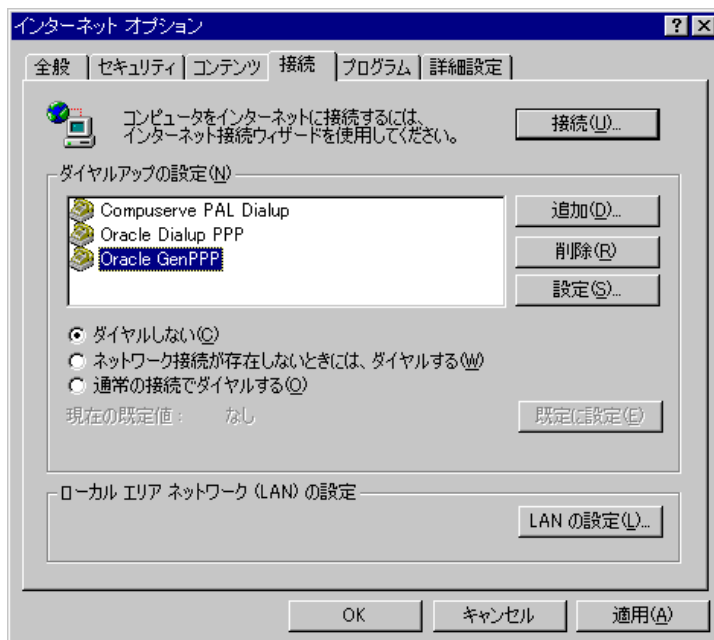 インターネット オプション
全般 セキュリティ コンテンツ 接続 プログラム 詳細設定
コンピュータをインターネットに接続するには、
インターネット接続ウィザードを使用してください。
接続(U)...
ダイヤルアップの設定(N)
Compuserve PAL Dialup
Oracle Dialup PPP
Oracle GenPPP
追加(D)...
削除(R)
設定(S)...
ダイヤルしない(C)
ネットワーク接続が存在しないときには、ダイヤルする(W)
通常の接続でダイヤルする(O)
現在の既定値: なし
既定に設定(E)
ローカル エリア ネットワーク (LAN) の設定
LAN の設定(L)...
OK キャンセル 適用(A)